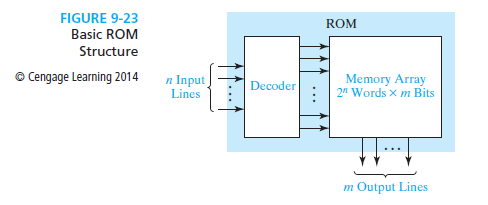 FIGURE 9-23
Basic ROM
Structure
© Cengage Learning 2014
ROM
n Input
Lines
Decoder
Memory Array
2ⁿ Words × m Bits
m Output Lines